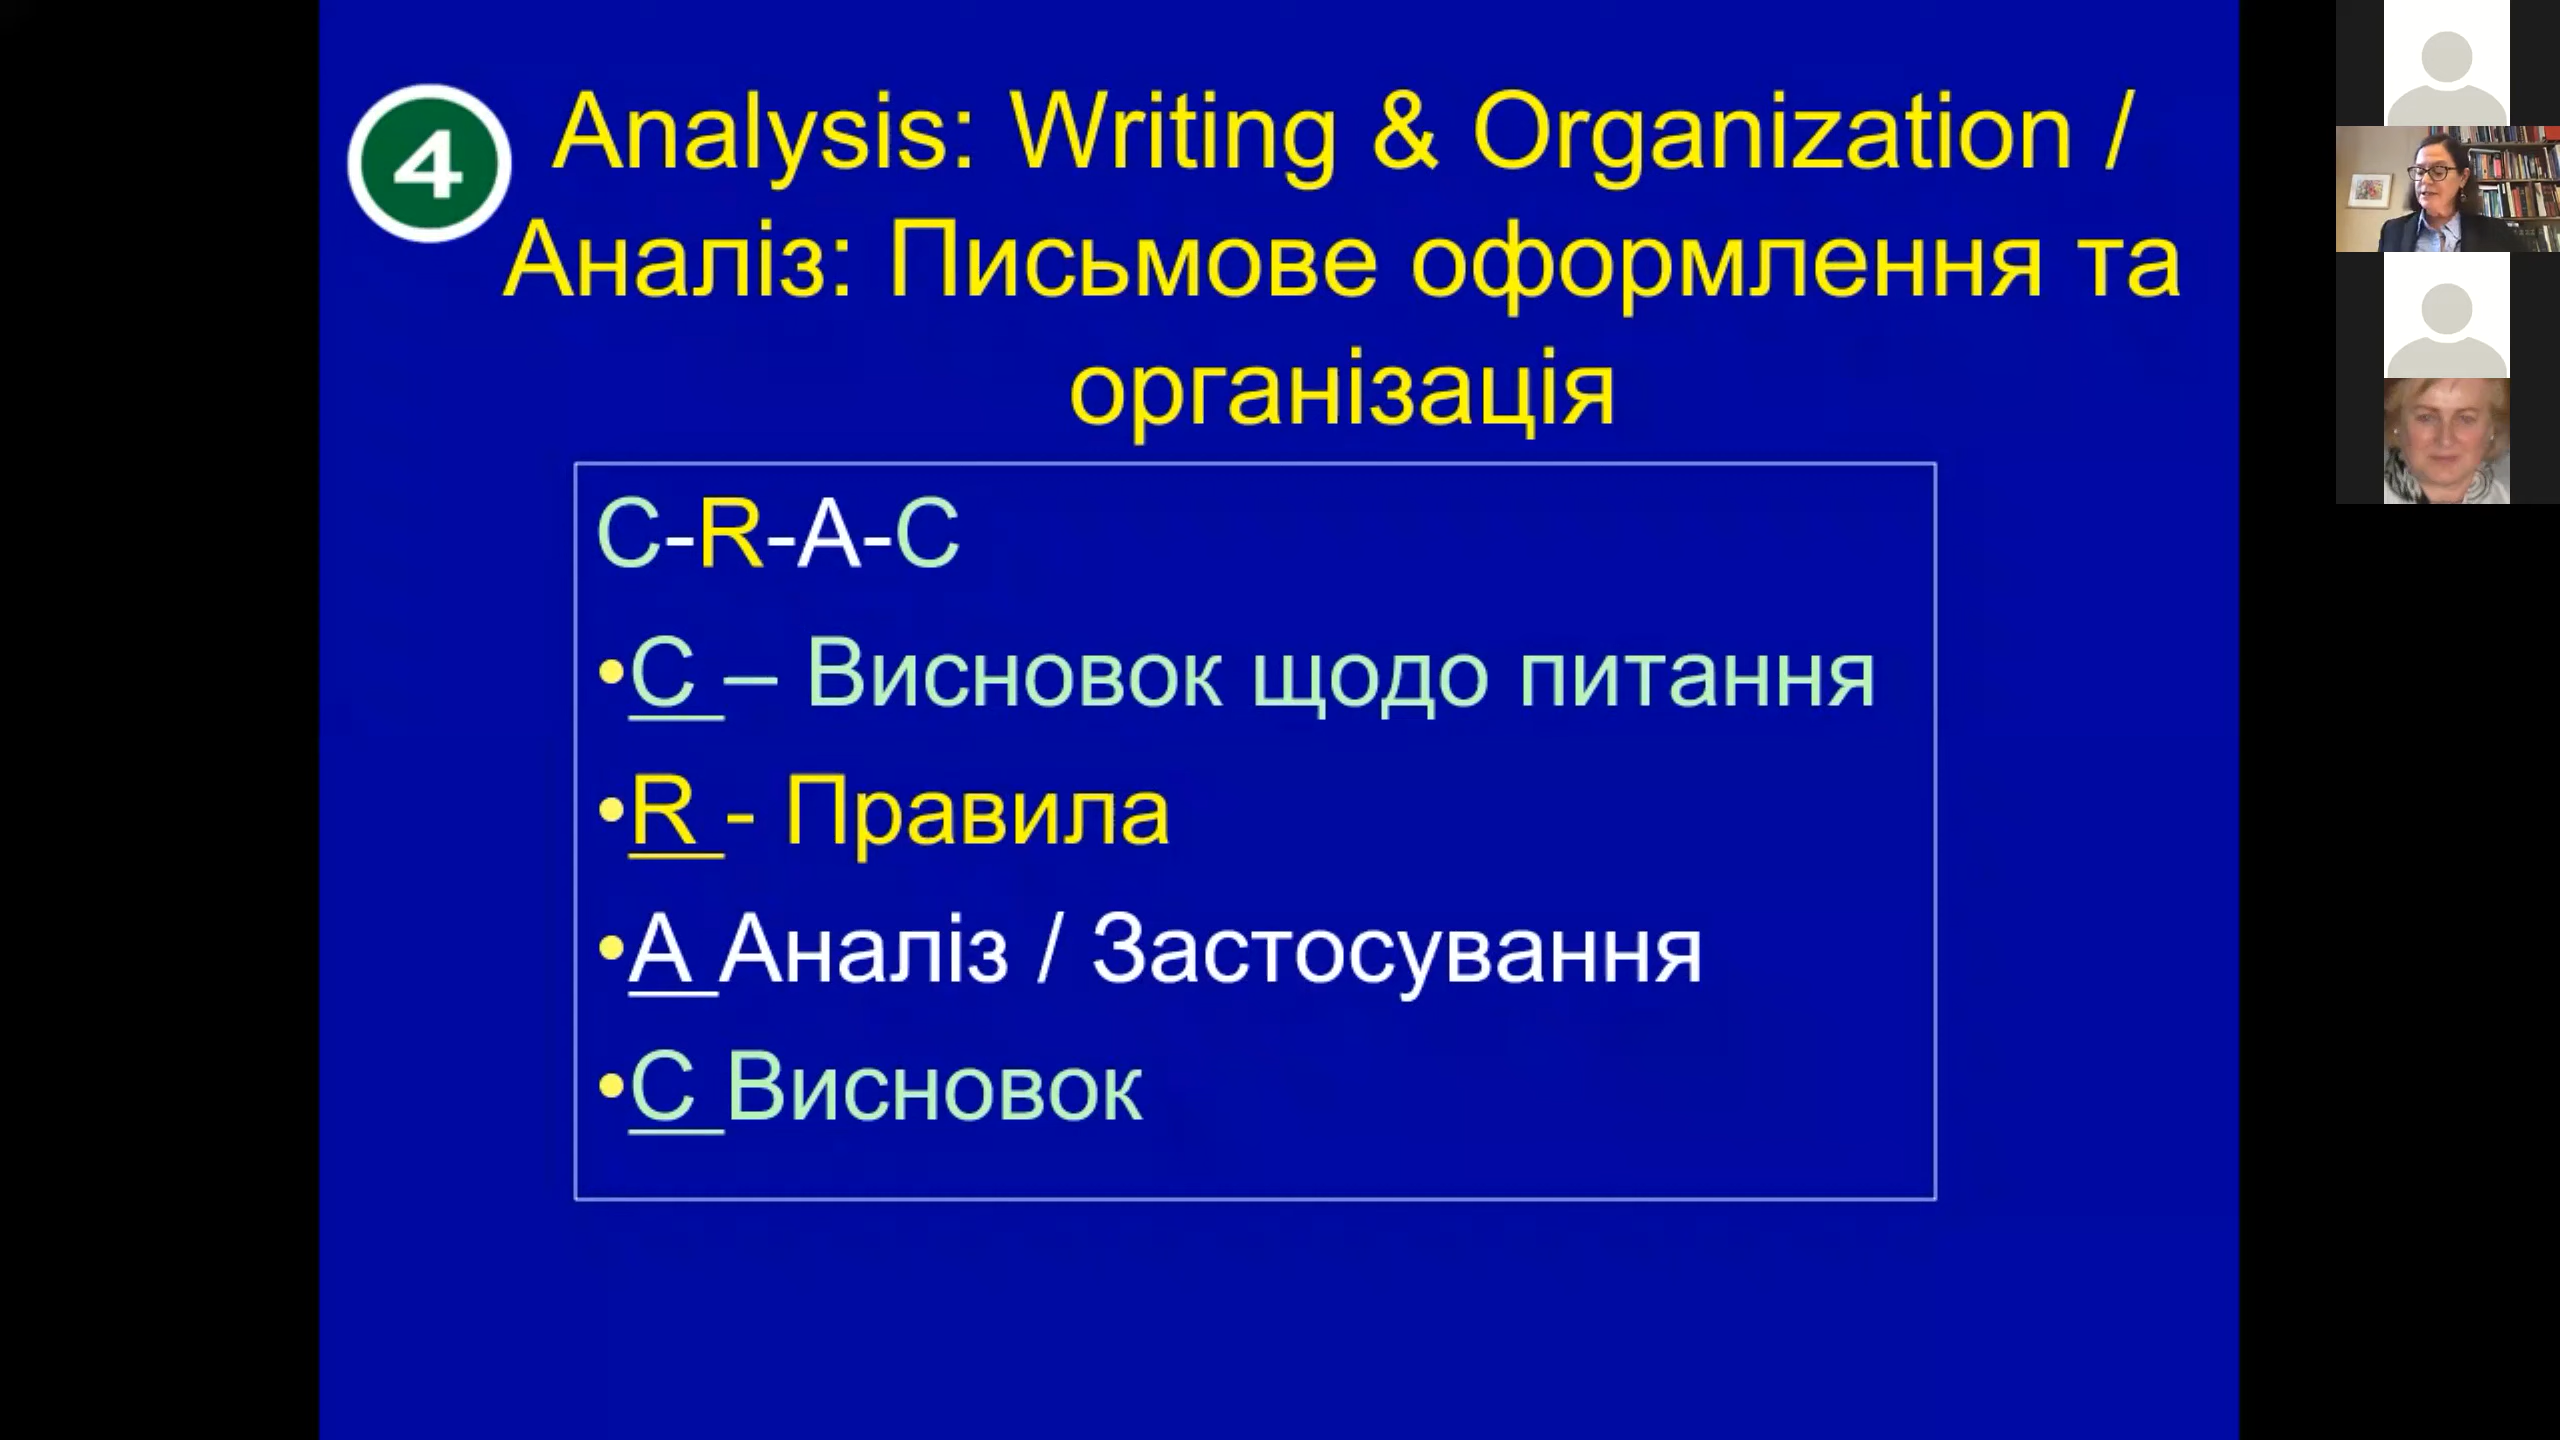 4
Analysis: Writing & Organization /
Аналіз: Письмове оформлення та
організація
C-R-A-C
•C – Висновок щодо питання
•R - Правила
•A Аналіз / Застосування
•C Висновок